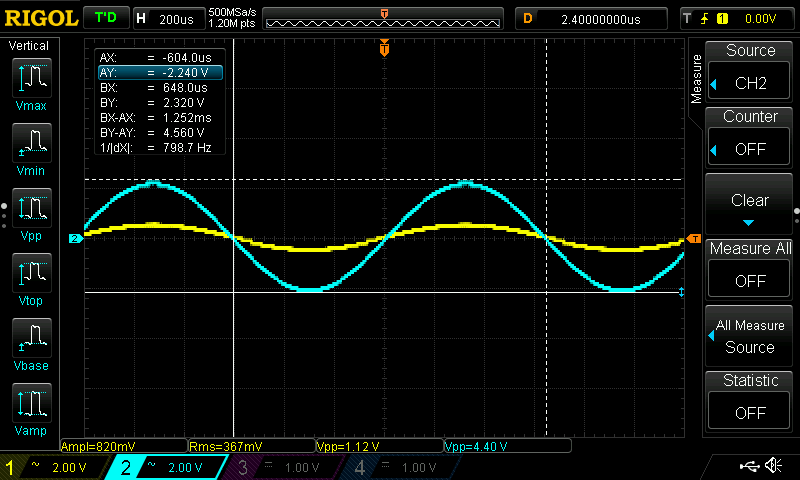 RIGOL T'D H 200us 500MSa/s 1.20M pts T D 2.40000000us T 1 0.00V
Vertical
Vmax
Vmin
Vpp
Vtop
Vbase
Vamp
T
AX: = -604.0us
AY: = -2.240 V
BX: = 648.0us
BY: = 2.320 V
BX-AX: = 1.252ms
BY-AY: = 4.560 V
1/|dX|: = 798.7 Hz
2
T
Measure
Source
CH2
Counter
OFF
Clear
Measure All
OFF
All Measure
Source
Statistic
OFF
Ampl=820mV Rms=367mV Vpp=1.12 V Vpp=4.40 V
1 ~ 2.00 V 2 ~ 2.00 V 3 = 1.00 V 4 = 1.00 V